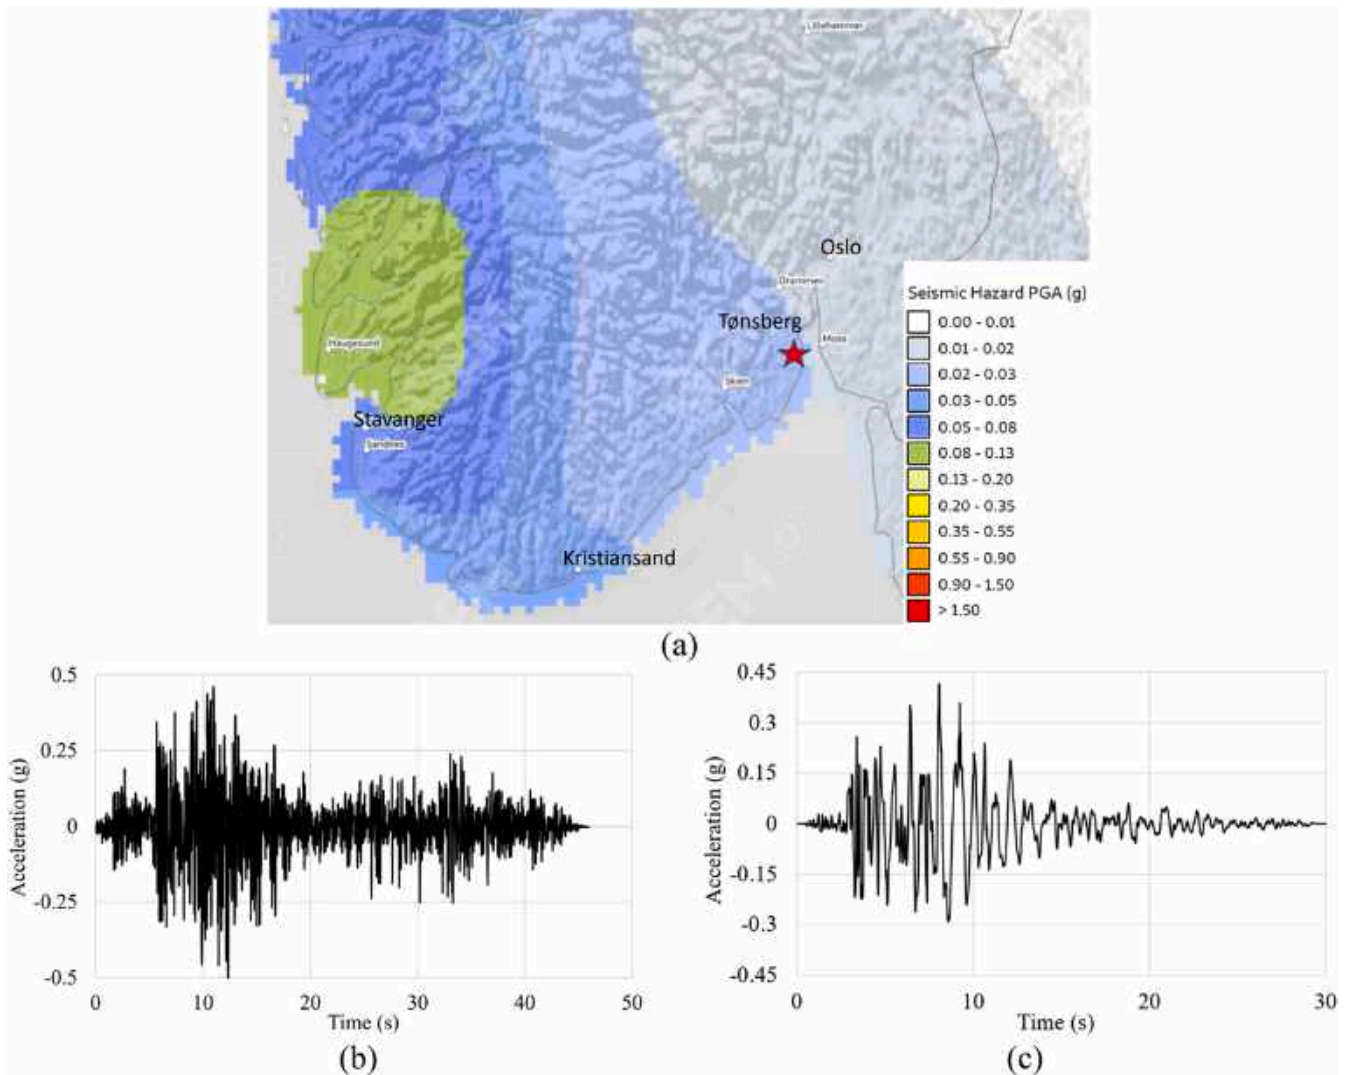 Lillehammer
Oslo
Drammen
Seismic Hazard PGA (g)
Tønsberg
0.00 - 0.01
Moss
Haugesund
0.01 - 0.02
0.02 - 0.03
Skien
0.03 - 0.05
Stavanger
0.05 - 0.08
Sandnes
0.08 - 0.13
0.13 - 0.20
0.20 - 0.35
0.35 - 0.55
Kristiansand
0.55 - 0.90
0.90 - 1.50
> 1.50
(a)
0.5
0.25
0
-0.25
-0.5
Acceleration (g)
0 10 20 30 40 50
Time (s)
(b)
0.45
0.3
0.15
0
-0.15
-0.3
-0.45
Acceleration (g)
0 10 20 30
Time (s)
(c)